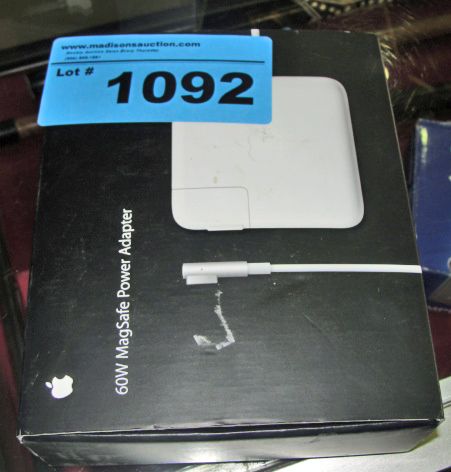 www.madisonsauction.com
Lot #
1092
60W MagSafe Power Adapter